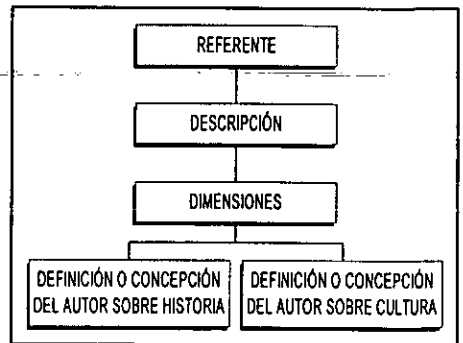 REFERENTE
DESCRIPCIÓN
DIMENSIONES
DEFINICIÓN O CONCEPCIÓN
DEL AUTOR SOBRE HISTORIA
DEFINICIÓN O CONCEPCIÓN
DEL AUTOR SOBRE CULTURA